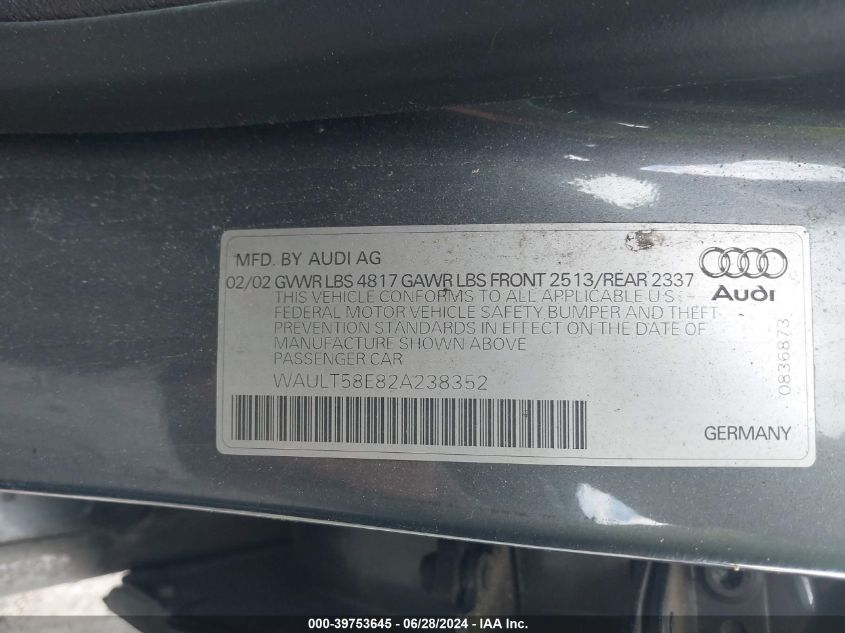 MFD. BY AUDI AG
02/02 GVWR LBS 4817 GAWR LBS FRONT 2513/REAR 2337
THIS VEHICLE CONFORMS TO ALL APPLICABLE U S
FEDERAL MOTOR VEHICLE SAFETY BUMPER AND THEFT
PREVENTION STANDARDS IN EFFECT ON THE DATE OF
MANUFACTURE SHOWN ABOVE
PASSENGER CAR
WAULT58E82A238352
Audi
0836873
GERMANY
000-39753645 - 06/28/2024 - IAA Inc.